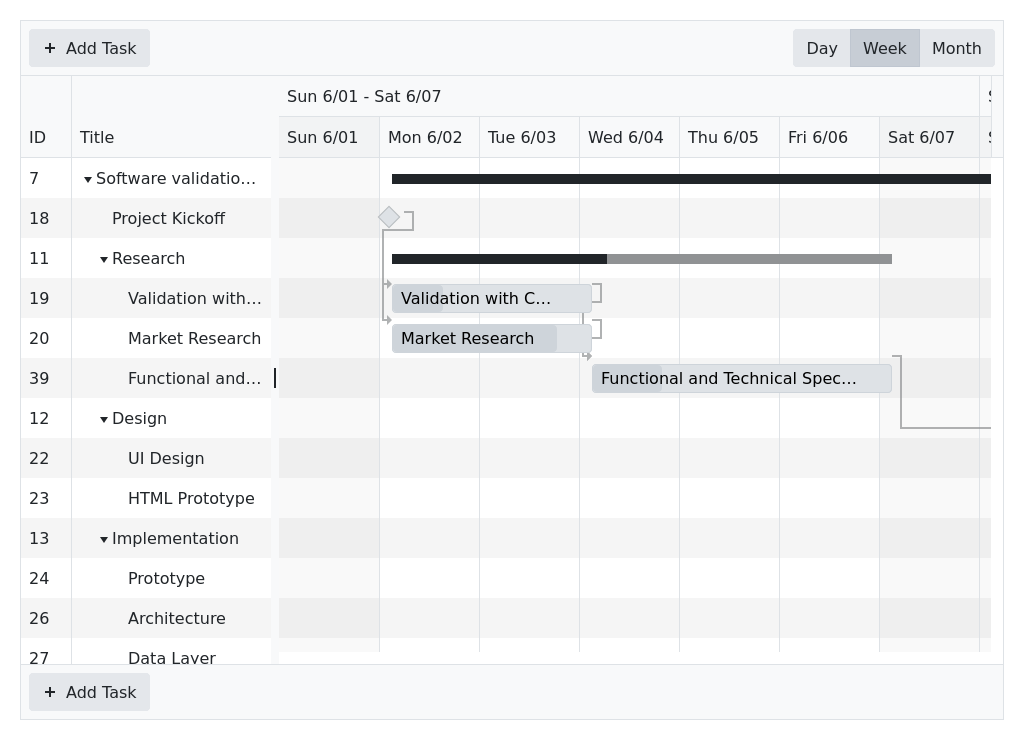 + Add Task
Day Week Month
Sun 6/01 - Sat 6/07
ID Title Sun 6/01 Mon 6/02 Tue 6/03 Wed 6/04 Thu 6/05 Fri 6/06 Sat 6/07
7 Software validatio…
18 Project Kickoff
11 Research
19 Validation with… Validation with C…
20 Market Research Market Research
39 Functional and… Functional and Technical Spec…
12 Design
22 UI Design
23 HTML Prototype
13 Implementation
24 Prototype
26 Architecture
27 Data Layer
+ Add Task